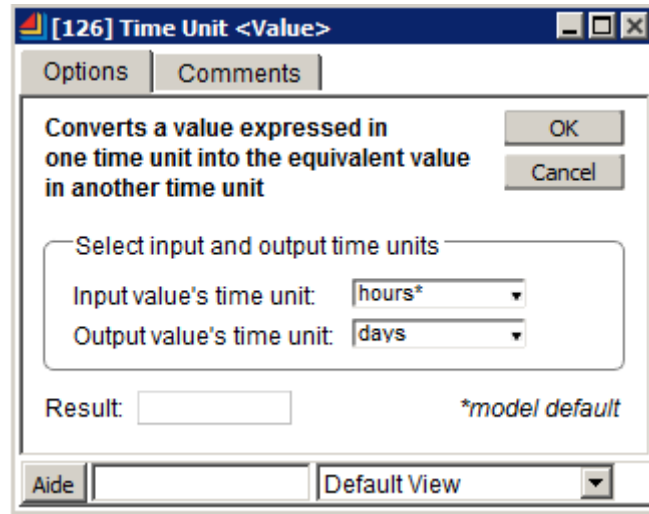 [126] Time Unit <Value>
Options Comments
Converts a value expressed in
one time unit into the equivalent value
in another time unit
OK
Cancel
Select input and output time units
Input value's time unit: hours*
Output value's time unit: days
Result: *model default
Aide Default View